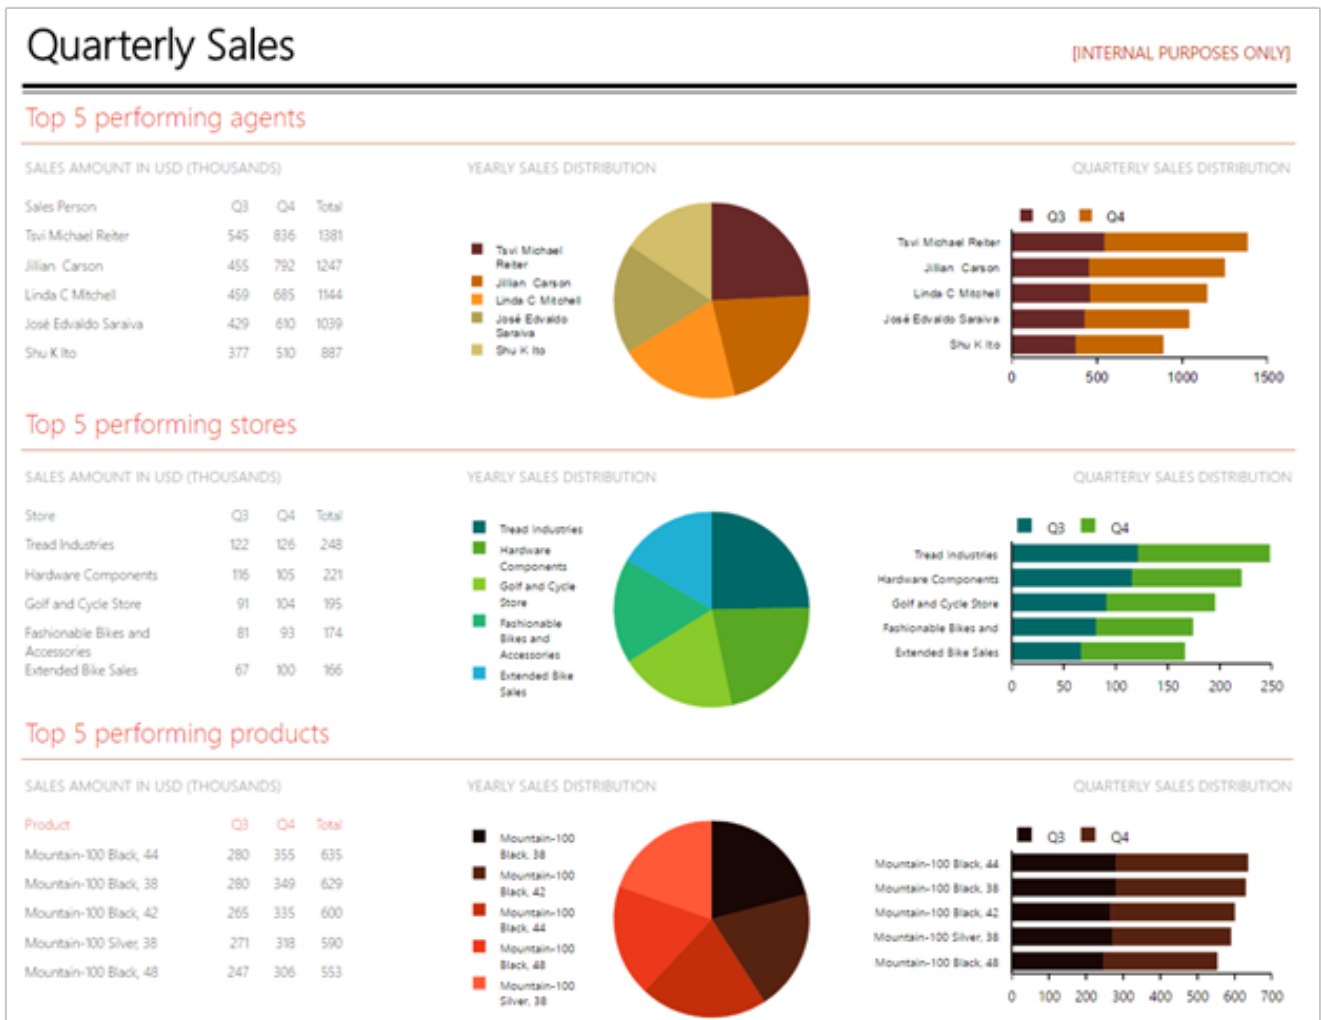 Quarterly Sales
[INTERNAL PURPOSES ONLY]
Top 5 performing agents
SALES AMOUNT IN USD (THOUSANDS)
Sales Person Q3 Q4 Total
Tsvi Michael Reiter 545 836 1381
Jillian Carson 455 792 1247
Linda C Mitchell 459 685 1144
José Edvaldo Saraiva 429 610 1039
Shu K Ito 377 510 887
YEARLY SALES DISTRIBUTION
Tsvi Michael
Reiter
Jillian Carson
Linda C Mitchell
José Edvaldo
Saraiva
Shu K Ito
QUARTERLY SALES DISTRIBUTION
Q3 Q4
Tsvi Michael Reiter
Jillian Carson
Linda C Mitchell
José Edvaldo Saraiva
Shu K Ito
0 500 1000 1500
Top 5 performing stores
SALES AMOUNT IN USD (THOUSANDS)
Store Q3 Q4 Total
Tread Industries 122 126 248
Hardware Components 116 105 221
Golf and Cycle Store 91 104 195
Fashionable Bikes and 81 93 174
Accessories
Extended Bike Sales 67 100 166
YEARLY SALES DISTRIBUTION
Tread Industries
Hardware
Components
Golf and Cycle
Store
Fashionable
Bikes and
Accessories
Extended Bike
Sales
QUARTERLY SALES DISTRIBUTION
Q3 Q4
Tread Industries
Hardware Components
Golf and Cycle Store
Fashionable Bikes and
Extended Bike Sales
0 50 100 150 200 250
Top 5 performing products
SALES AMOUNT IN USD (THOUSANDS)
Product Q3 Q4 Total
Mountain-100 Black, 44 280 355 635
Mountain-100 Black, 38 280 349 629
Mountain-100 Black, 42 265 335 600
Mountain-100 Silver, 38 271 318 590
Mountain-100 Black, 48 247 306 553
YEARLY SALES DISTRIBUTION
Mountain-100
Black, 38
Mountain-100
Black, 42
Mountain-100
Black, 44
Mountain-100
Black, 48
Mountain-100
Silver, 38
QUARTERLY SALES DISTRIBUTION
Q3 Q4
Mountain-100 Black, 44
Mountain-100 Black, 38
Mountain-100 Black, 42
Mountain-100 Silver, 38
Mountain-100 Black, 48
0 100 200 300 400 500 600 700